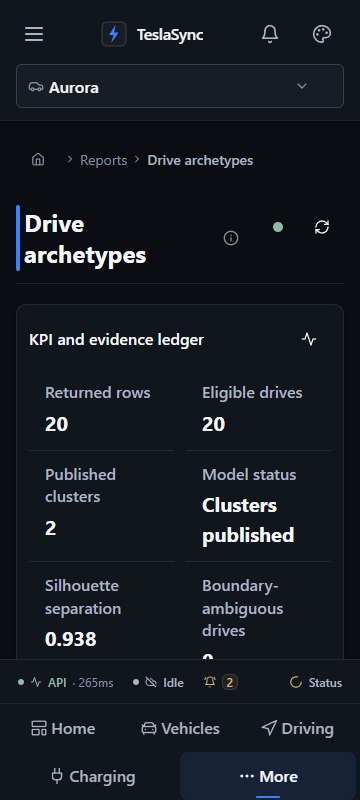 TeslaSync
Aurora
Reports
Drive archetypes
Drive
archetypes
KPI and evidence ledger
Returned rows
20
Eligible drives
20
Published
clusters
2
Model status
Clusters
published
Silhouette
separation
0.938
Boundary-
ambiguous
drives
API · 265ms
Idle
2
Status
Home
Vehicles
Driving
Charging
More